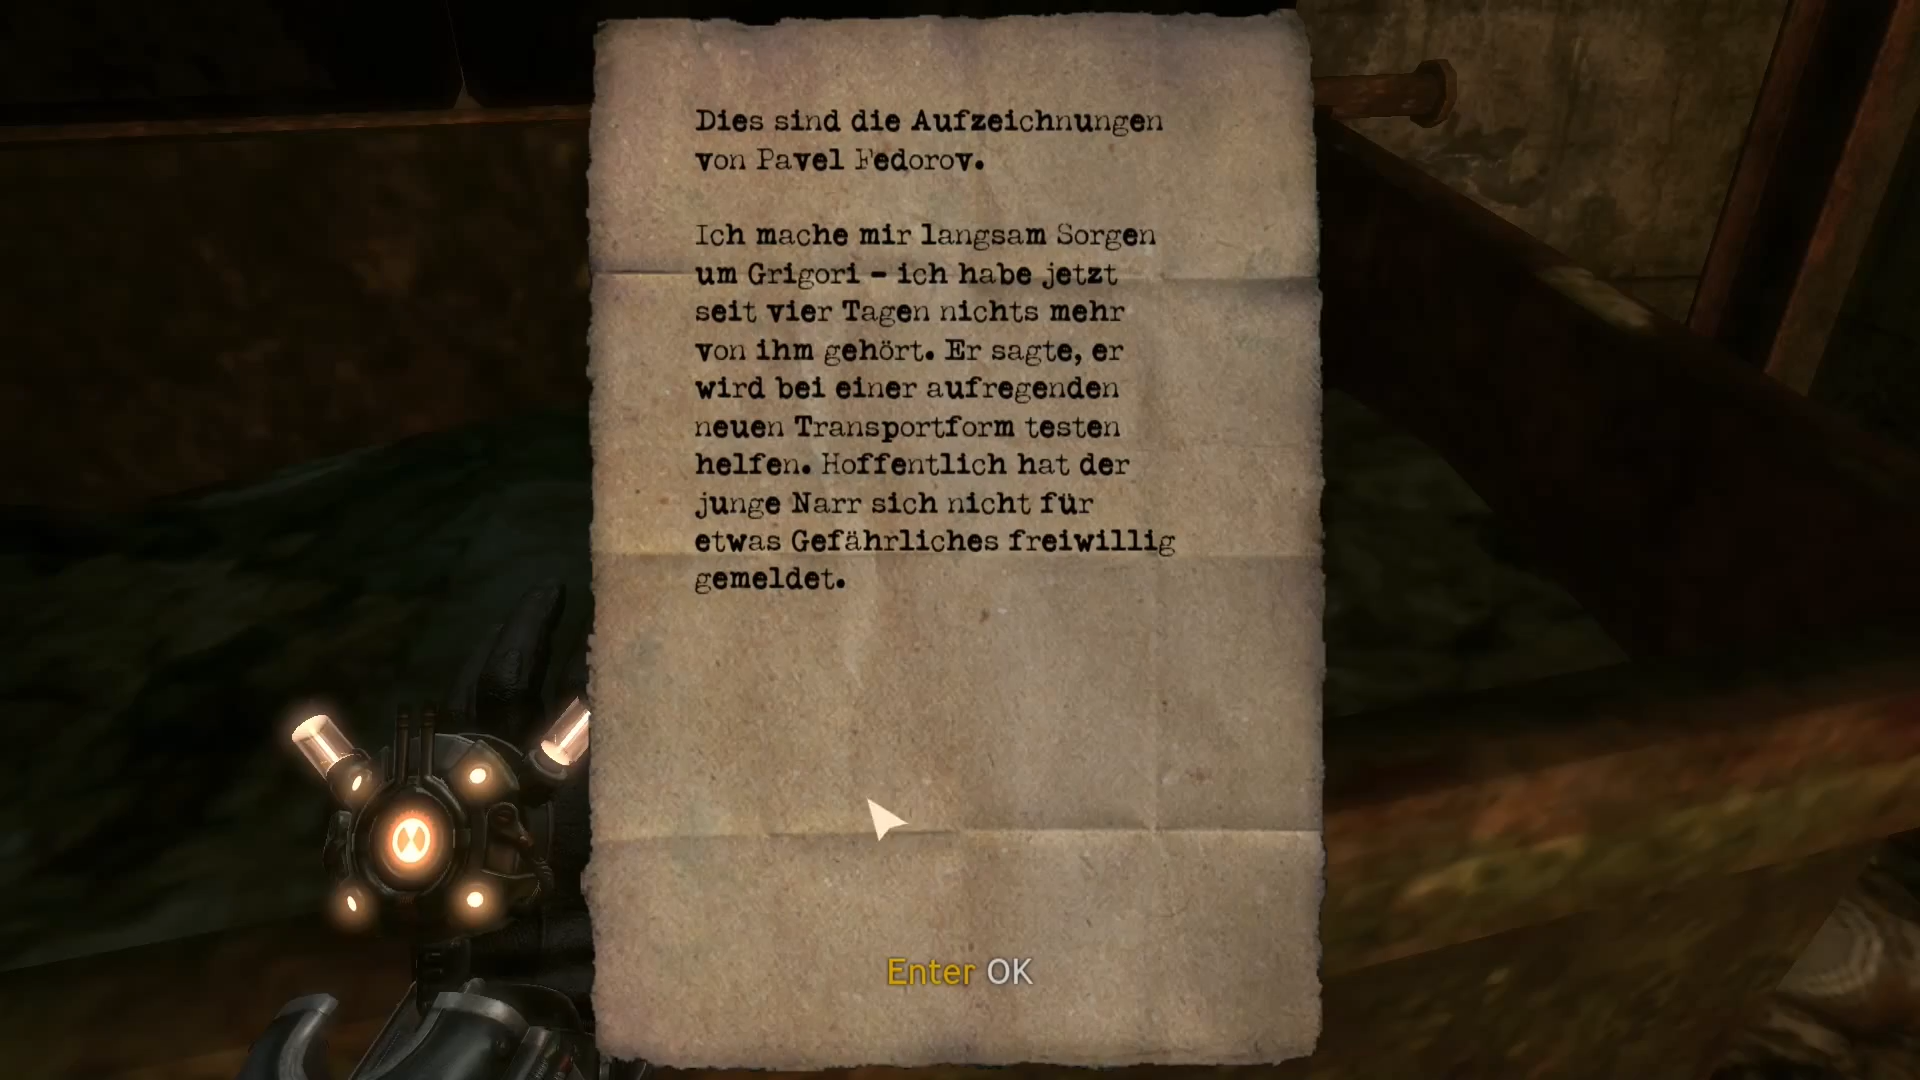 Dies sind die Aufzeichnungen
von Pavel Fedorov.
Ich mache mir langsam Sorgen
um Grigori - ich habe jetzt
seit vier Tagen nichts mehr
von ihm gehört. Er sagte, er
wird bei einer aufregenden
neuen Transportform testen
helfen. Hoffentlich hat der
junge Narr sich nicht für
etwas Gefährliches freiwillig
gemeldet.
Enter OK